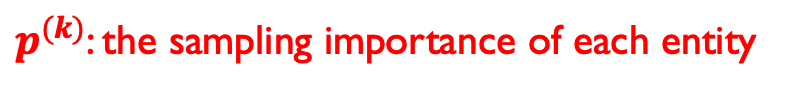 p^(k): the sampling importance of each entity